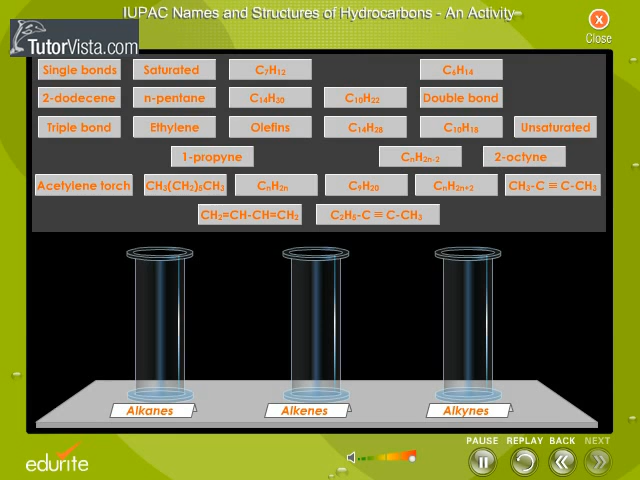 IUPAC Names and Structures of Hydrocarbons - An Activity
Close
TutorVista.com
Single bonds Saturated C₇H₁₂ C₆H₁₄
2-dodecene n-pentane C₁₄H₃₀ C₁₀H₂₂ Double bond
Triple bond Ethylene Olefins C₁₄H₂₈ C₁₀H₁₈ Unsaturated
1-propyne CₙH₂ₙ₋₂ 2-octyne
Acetylene torch CH₃(CH₂)₈CH₃ CₙH₂ₙ C₉H₂₀ CₙH₂ₙ₊₂ CH₃-C ≡ C-CH₃
CH₂=CH-CH=CH₂ C₂H₅-C ≡ C-CH₃
Alkanes Alkenes Alkynes
PAUSE REPLAY BACK NEXT
edurite